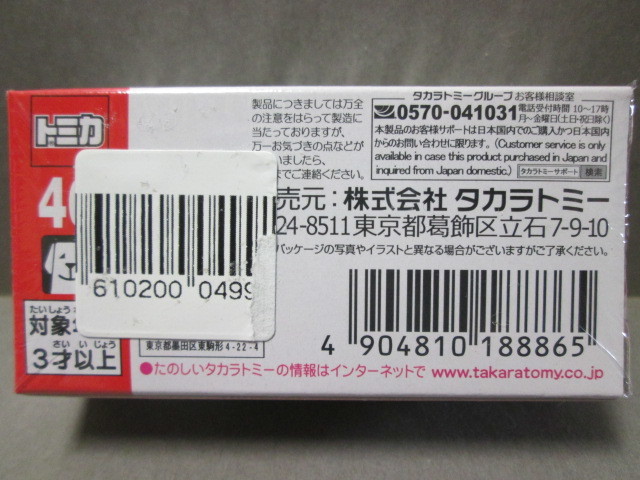 トミカ
製品につきましては万全
の注意をはらって製造に
当たっておりますが、
万一お気づきの点などが
いましたら、
までご連絡ください。
タカラトミーグループ お客様相談室
0570-041031
電話受付時間 10〜17時
月〜金曜日(土・日・祝日除く)
本製品のお客様サポートは日本国内でのご購入かつ日本国内
からのお問い合わせに限ります。(Customer service is only
available in case this product purchased in Japan and
inquired from Japan domestic.)
タカラトミーサポート 検索
売元：株式会社 タカラトミー
24-8511東京都葛飾区立石7-9-10
パッケージの写真やイラストと異なる場合がございますがご了承ください。
610200 0499
たいしょう
対象
さい いじょう
3才以上
東京都墨田区東駒形4-22-4
4 904810 188865
●たのしいタカラトミーの情報はインターネットで www.takaratomy.co.jp